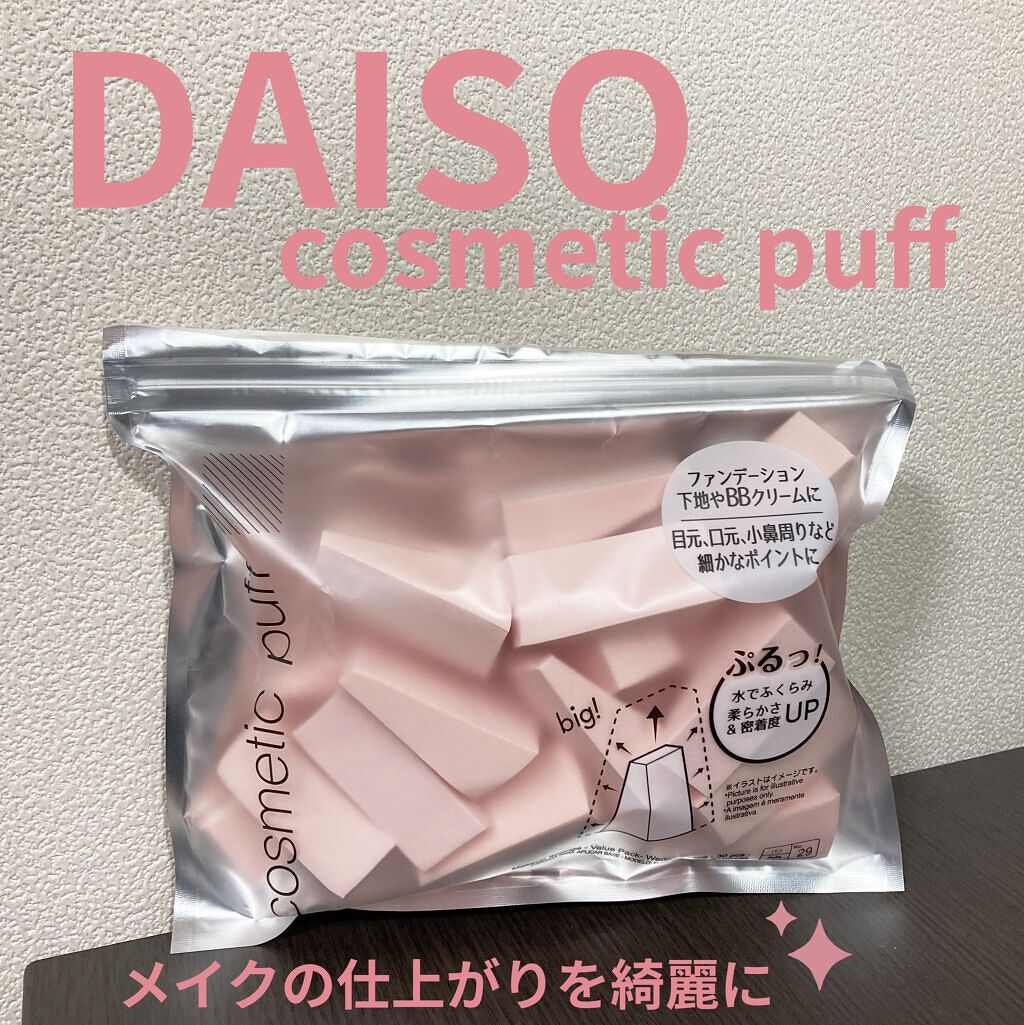 DAISO
cosmetic puff
cosmetic puff
ファンデーション
下地やBBクリームに
目元、口元、小鼻周りなど
細かなポイントに
ぷるっ!
水でふくらみ
柔らかさ
&密着度 UP
big!
※イラストはイメージです。
*Picture is for illustrative
purposes only.
*A imagem é meramente
ilustrativa.
- Value Pack-
No.
29
メイクの仕上がりを綺麗に